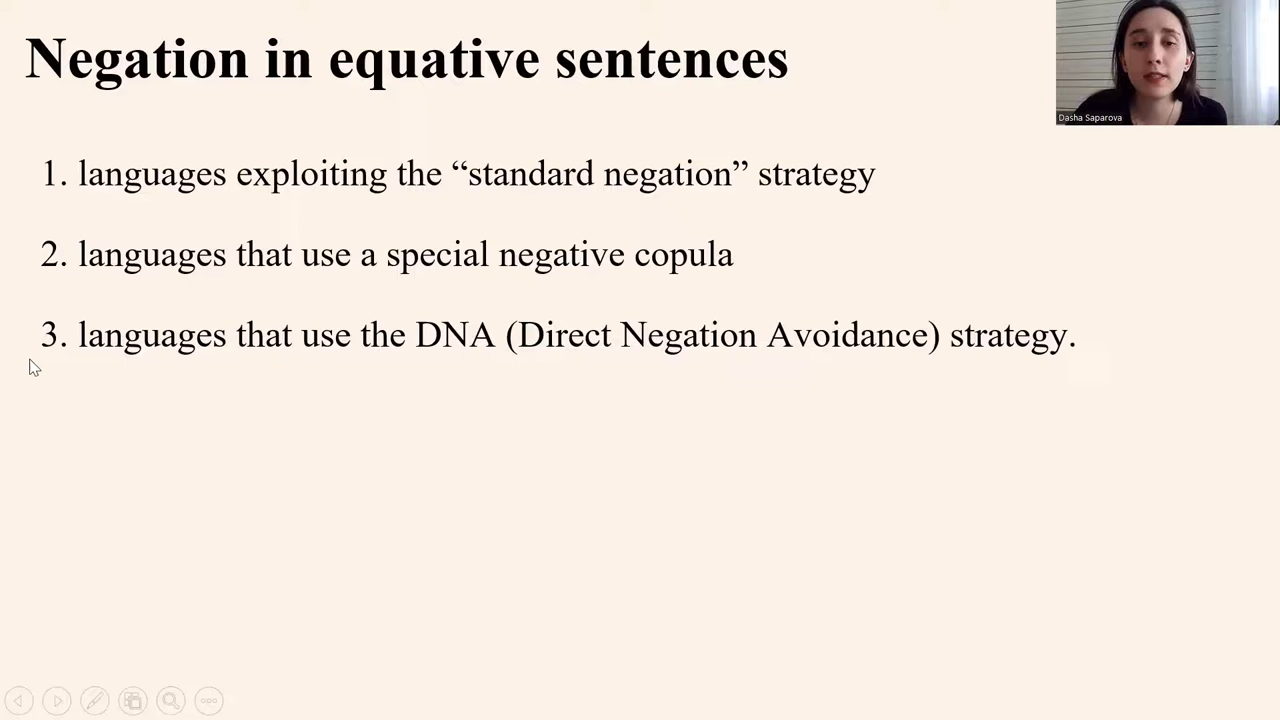 Negation in equative sentences
Dasha Saparova
1. languages exploiting the “standard negation” strategy
2. languages that use a special negative copula
3. languages that use the DNA (Direct Negation Avoidance) strategy.